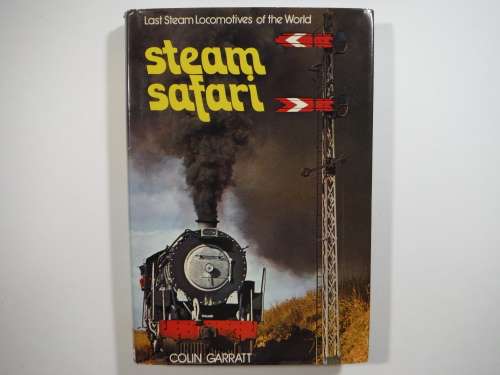 Last Steam Locomotives of the World
steam
safari
COLIN GARRATT